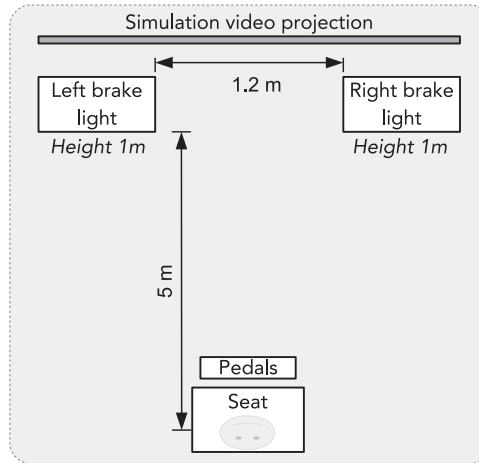 Simulation video projection
1.2 m
Left brake
light
Right brake
light
Height 1m
Height 1m
5 m
Pedals
Seat